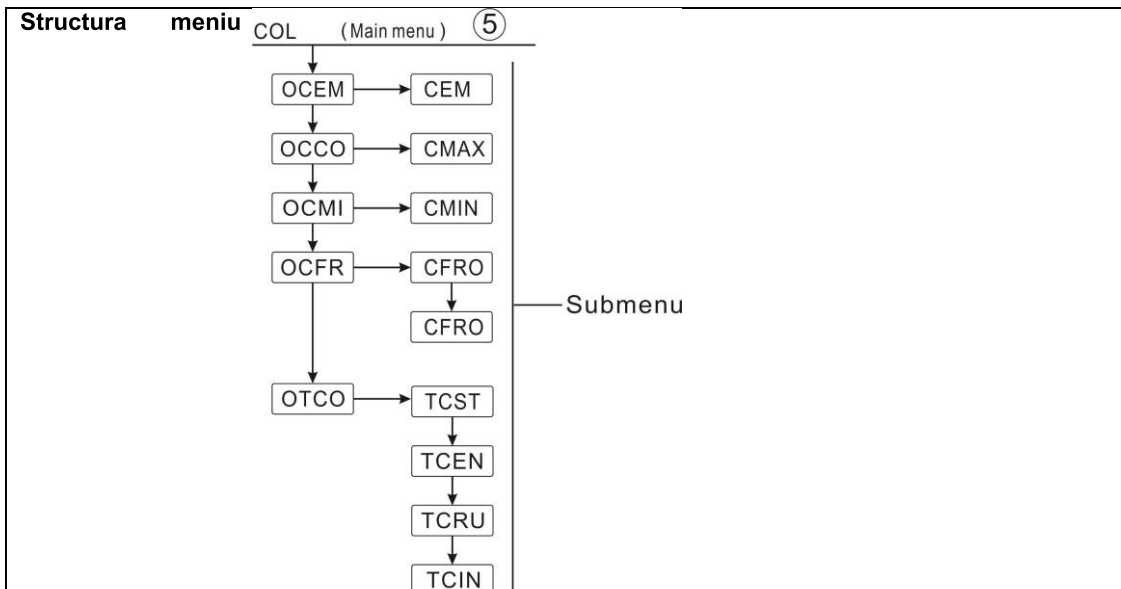 Structura meniu COL (Main menu) ⑤
OCEM CEM
OCCO CMAX
OCMI CMIN
OCFR CFRO
Submenu
CFRO
OTCO TCST
TCEN
TCRU
TCIN